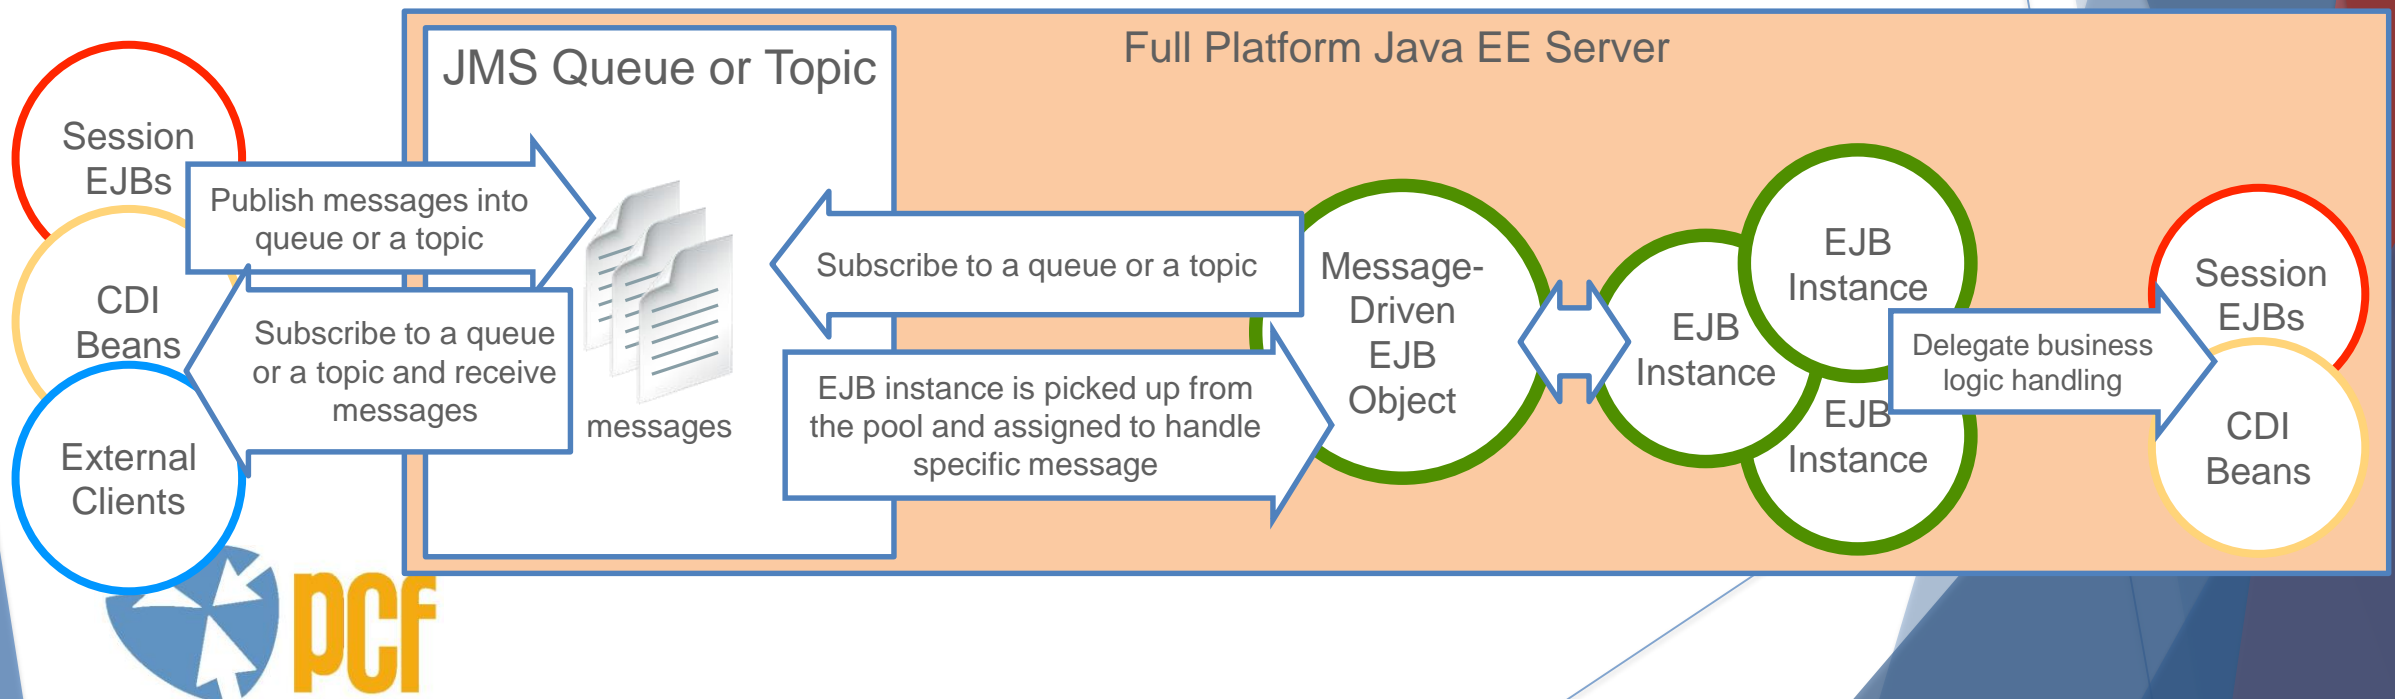 Full Platform Java EE Server
JMS Queue or Topic
Session
EJBs
Publish messages into
queue or a topic
CDI
Beans
Subscribe to a queue
or a topic and receive
messages
External
Clients
messages
Subscribe to a queue or a topic
EJB instance is picked up from
the pool and assigned to handle
specific message
Message-
Driven
EJB
Object
EJB
Instance
EJB
Instance
EJB
Instance
Delegate business
logic handling
Session
EJBs
CDI
Beans
pcf